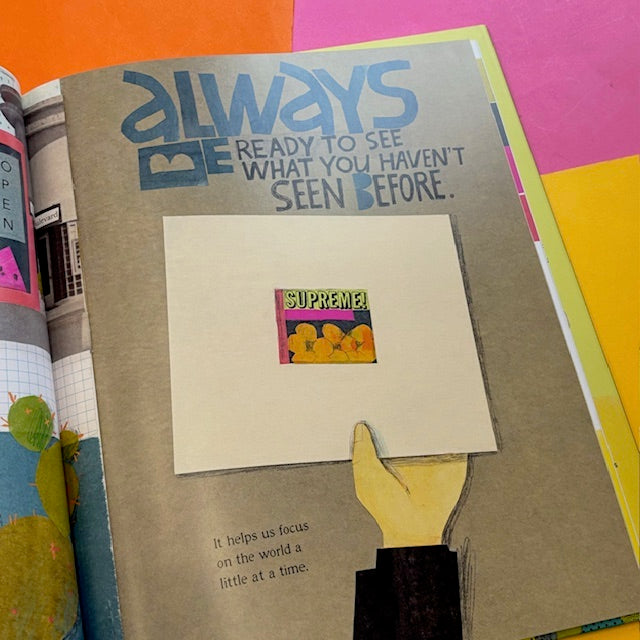 ALWAYS
BE READY TO SEE
WHAT YOU HAVEN'T
SEEN BEFORE.
SUPREME!
It helps us focus
on the world a
little at a time.
OPEN